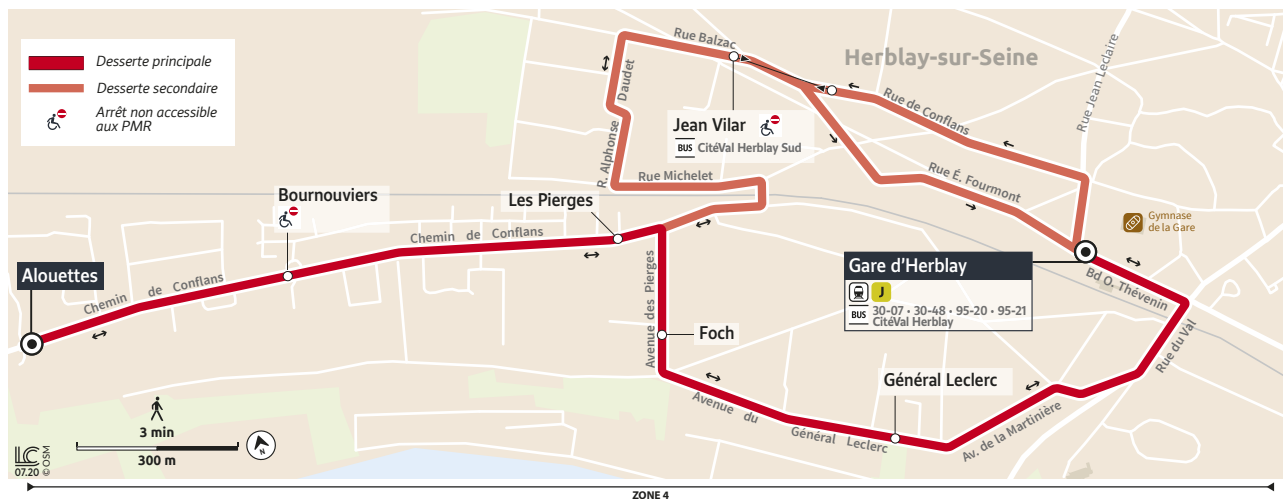 Desserte principale
Desserte secondaire
Arrêt non accessible
aux PMR
Herblay-sur-Seine
Rue Balzac
R. Alphonse Daudet
Rue Jean Leclaire
Rue de Conflans
Jean Vilar
BUS CitéVal Herblay Sud
Rue Michelet
Rue É. Fourmont
Bournouviers
Les Pierges
Gymnase
de la Gare
Chemin de Conflans
Alouettes
Chemin de Conflans
Gare d'Herblay
J
BUS 30-07 • 30-48 • 95-20 • 95-21
CitéVal Herblay
Bd O. Thévenin
Avenue des Pierges
Foch
Rue du Val
Général Leclerc
Avenue du Général Leclerc
Av. de la Martinière
3 min
300 m
N
LC
07.20
© OSM
ZONE 4